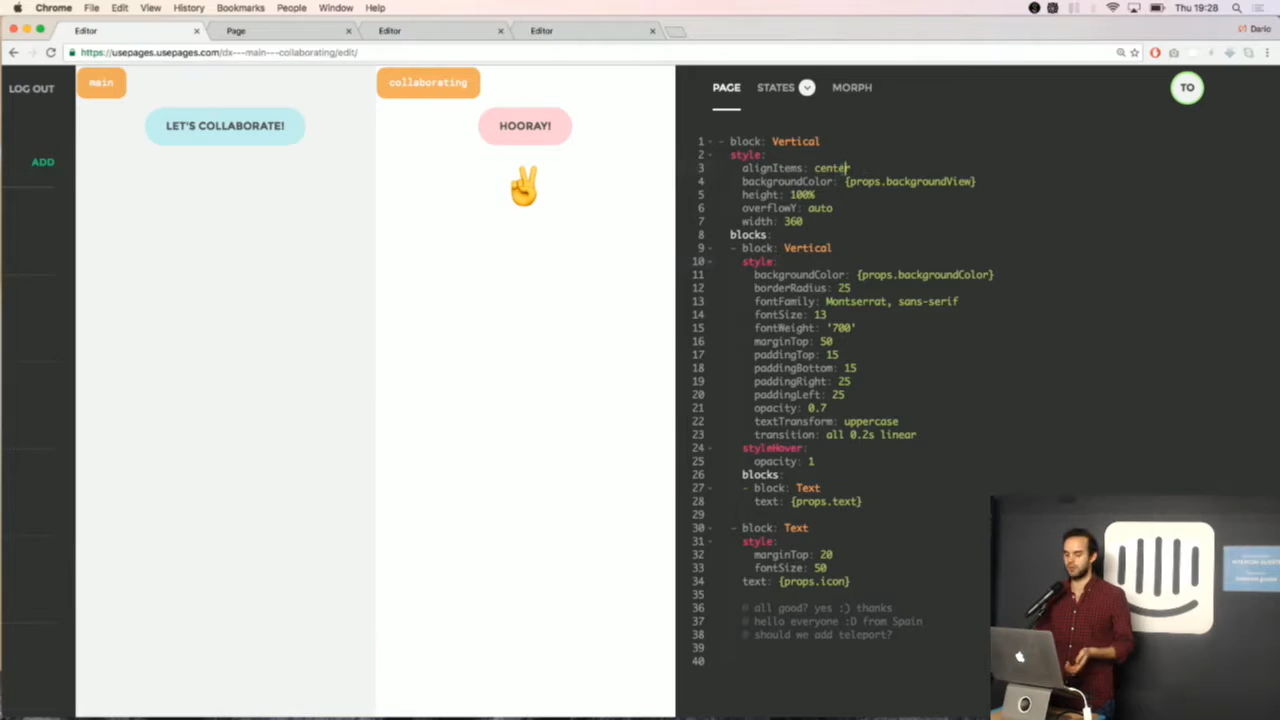 Chrome File Edit View History Bookmarks People Window Help
Thu 19:28
Editor
Page
Editor
Editor
Dario
https://usepages.usepages.com/dx---main---collaborating/edit/
LOG OUT
ADD
main
collaborating
LET'S COLLABORATE!
HOORAY!
PAGE STATES MORPH
TO
1 - block: Vertical
2 style:
3 alignItems: center
4 backgroundColor: {props.backgroundView}
5 height: 100%
6 overflowY: auto
7 width: 360
8 blocks:
9 - block: Vertical
10 style:
11 backgroundColor: {props.backgroundColor}
12 borderRadius: 25
13 fontFamily: Montserrat, sans-serif
14 fontSize: 13
15 fontWeight: '700'
16 marginTop: 50
17 paddingTop: 15
18 paddingBottom: 15
19 paddingRight: 25
20 paddingLeft: 25
21 opacity: 0.7
22 textTransform: uppercase
23 transition: all 0.2s linear
24 styleHover:
25 opacity: 1
26 blocks:
27 - block: Text
28 text: {props.text}
29
30 - block: Text
31 style:
32 marginTop: 20
33 fontSize: 50
34 text: {props.icon}
35
36 # all good? yes :) thanks
37 # hello everyone :D from Spain
38 # should we add teleport?
39
40